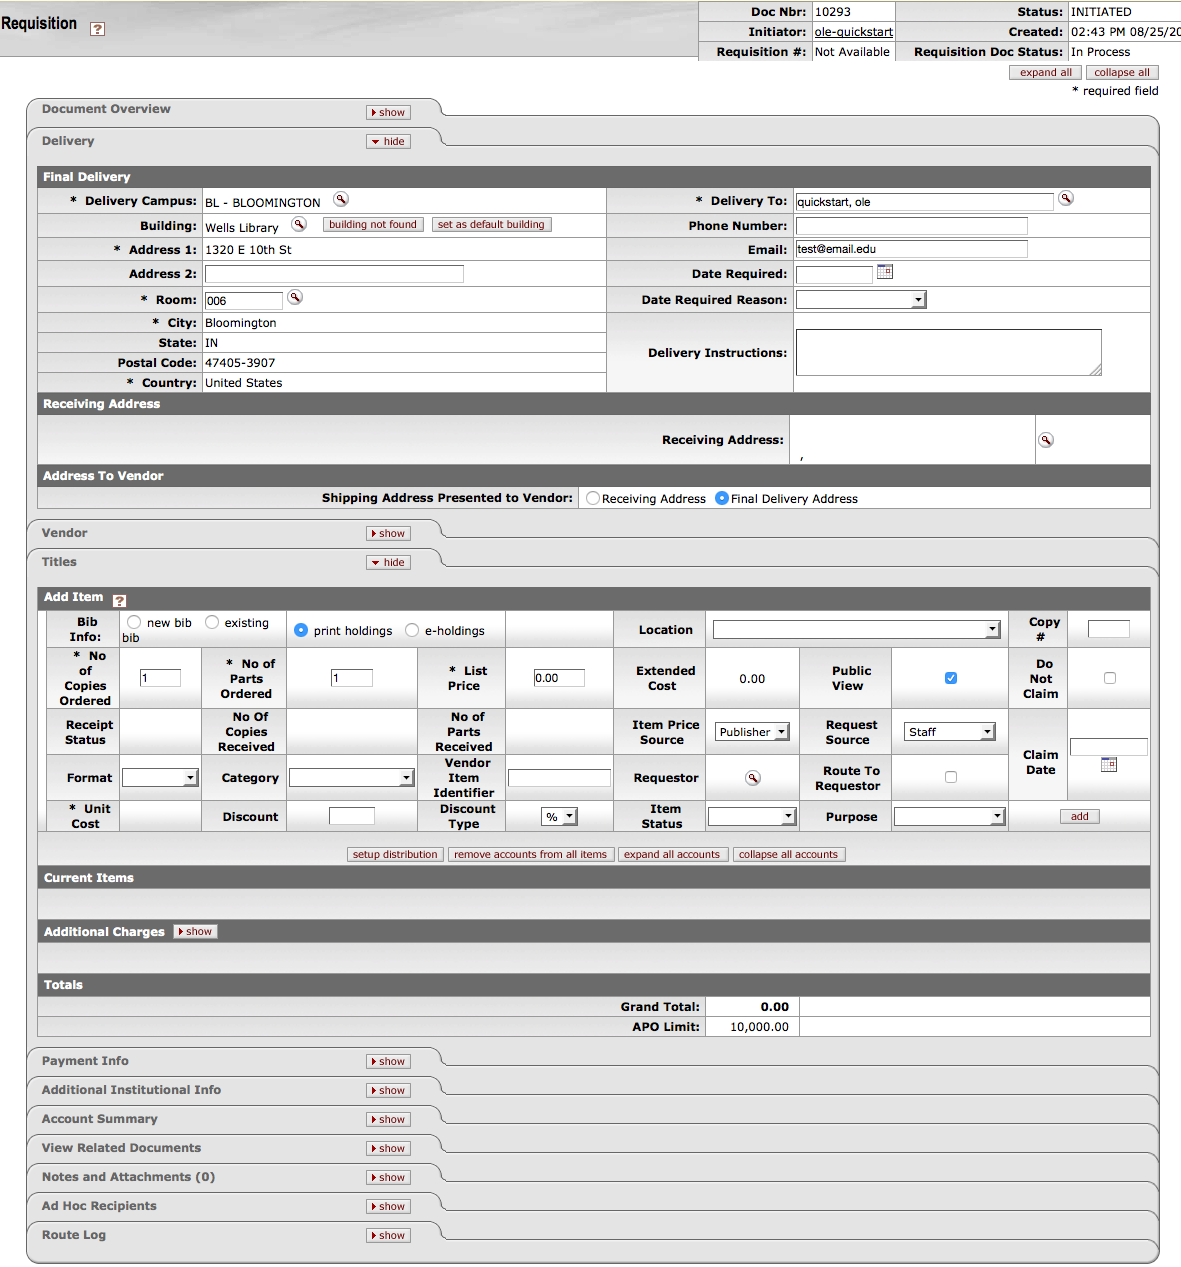 Requisition ?
Doc Nbr: 10293 Status: INITIATED
Initiator: ole-quickstart Created: 02:43 PM 08/25/20
Requisition #: Not Available Requisition Doc Status: In Process
expand all collapse all
* required field
Document Overview show
Delivery hide
Final Delivery
* Delivery Campus: BL - BLOOMINGTON * Delivery To: quickstart, ole
Building: Wells Library building not found set as default building Phone Number:
* Address 1: 1320 E 10th St Email: test@email.edu
Address 2: Date Required:
* Room: 006 Date Required Reason:
* City: Bloomington
State: IN
Delivery Instructions:
Postal Code: 47405-3907
* Country: United States
Receiving Address
Receiving Address:
,
Address To Vendor
Shipping Address Presented to Vendor: Receiving Address Final Delivery Address
Vendor show
Titles hide
Add Item ?
Bib Info: new bib existing bib print holdings e-holdings Location Copy #
* No of Copies Ordered 1 * No of Parts Ordered 1 * List Price 0.00 Extended Cost 0.00 Public View Do Not Claim
Receipt Status No Of Copies Received No of Parts Received Item Price Source Publisher Request Source Staff Claim Date
Format Category Vendor Item Identifier Requestor Route To Requestor
* Unit Cost Discount Discount Type % Item Status Purpose add
setup distribution remove accounts from all items expand all accounts collapse all accounts
Current Items
Additional Charges show
Totals
Grand Total: 0.00
APO Limit: 10,000.00
Payment Info show
Additional Institutional Info show
Account Summary show
View Related Documents show
Notes and Attachments (0) show
Ad Hoc Recipients show
Route Log show